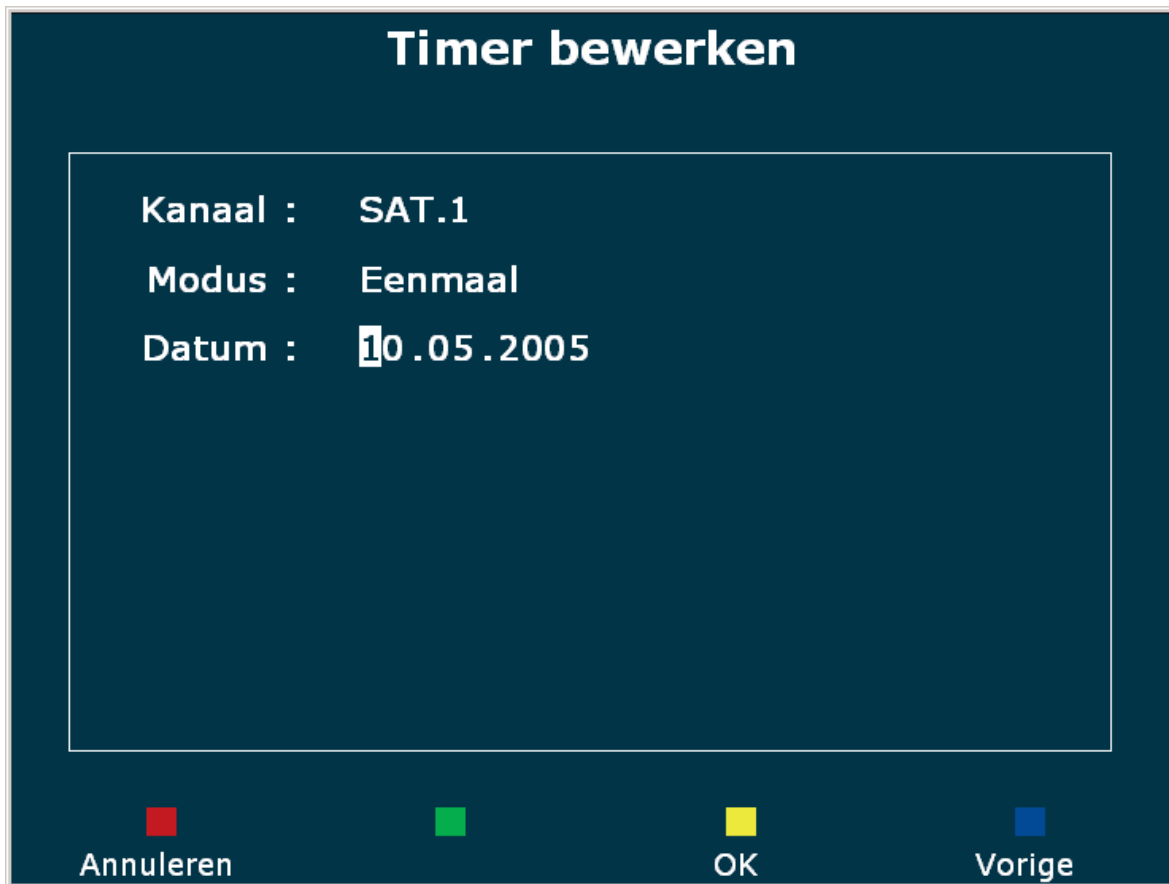 Timer bewerken
Kanaal : SAT.1
Modus : Eenmaal
Datum : 10.05.2005
Annuleren OK Vorige